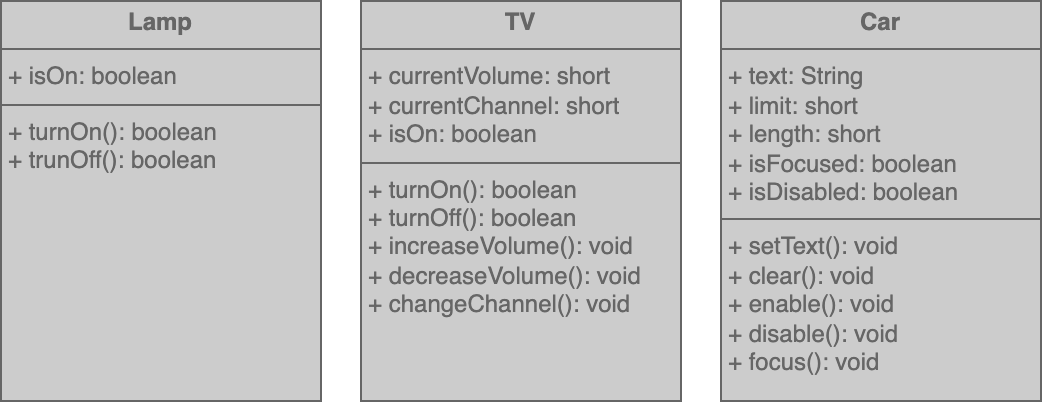 Lamp
+ isOn: boolean
+ turnOn(): boolean
+ trunOff(): boolean
TV
+ currentVolume: short
+ currentChannel: short
+ isOn: boolean
+ turnOn(): boolean
+ turnOff(): boolean
+ increaseVolume(): void
+ decreaseVolume(): void
+ changeChannel(): void
Car
+ text: String
+ limit: short
+ length: short
+ isFocused: boolean
+ isDisabled: boolean
+ setText(): void
+ clear(): void
+ enable(): void
+ disable(): void
+ focus(): void